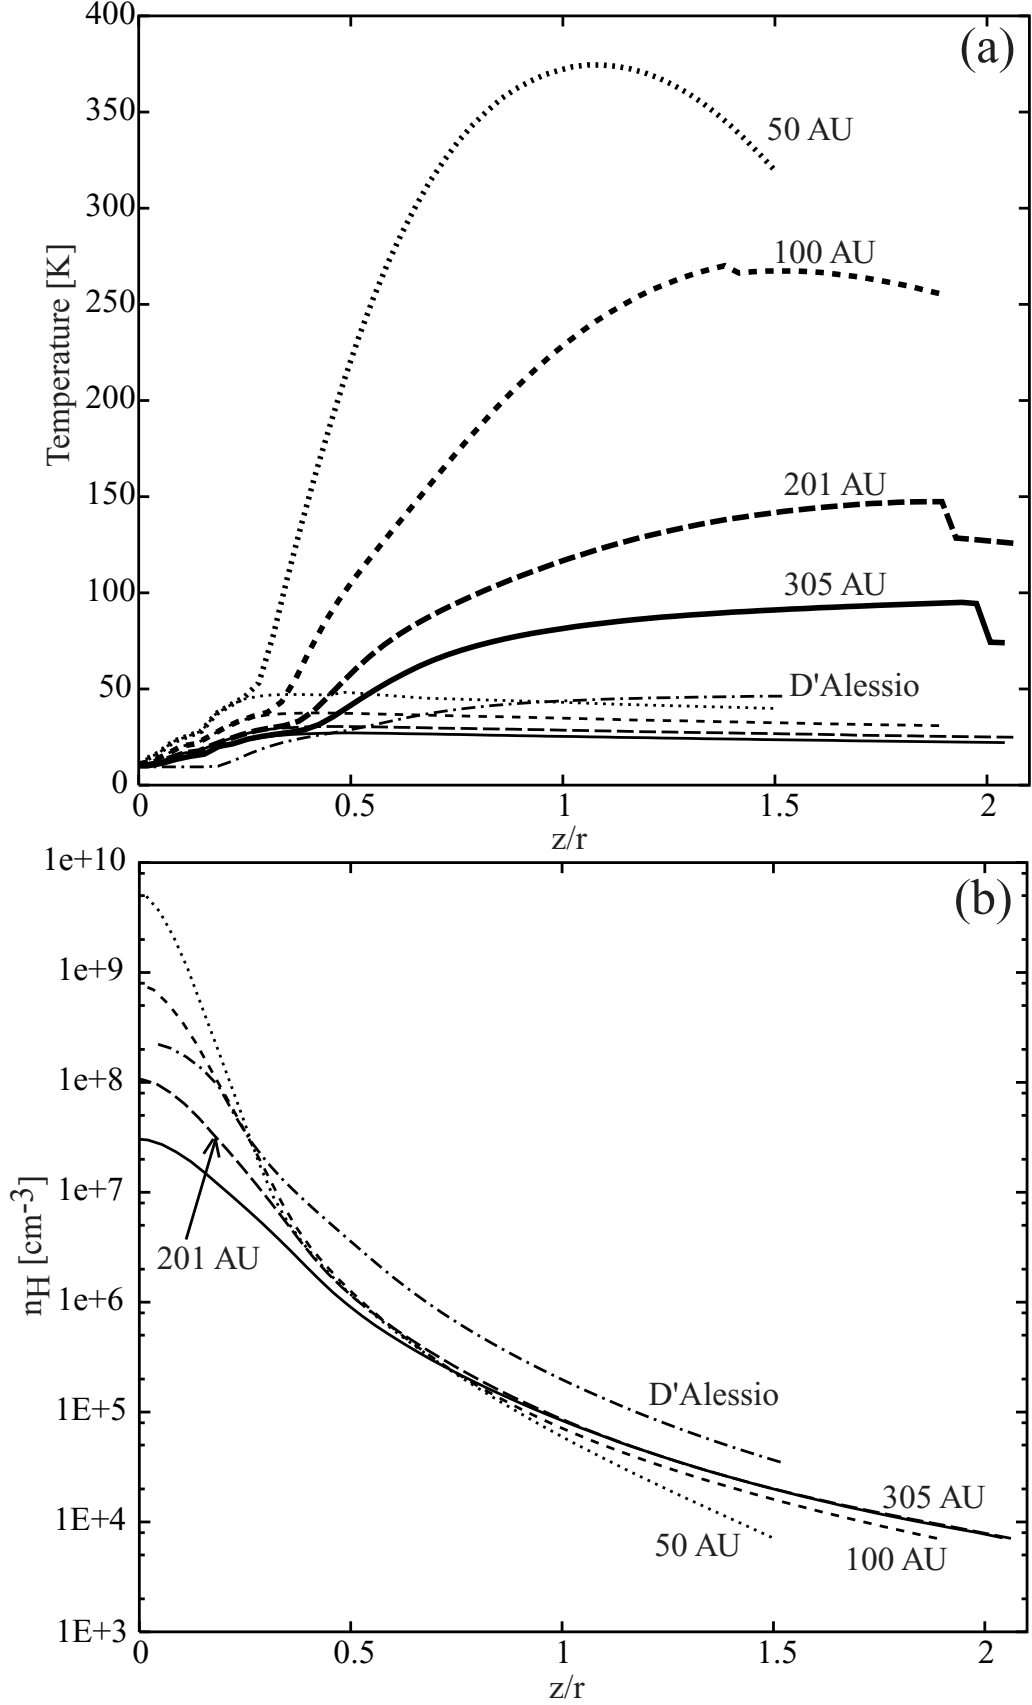 (a)
400
350
300
250
200
150
100
50
0
Temperature [K]
50 AU
100 AU
201 AU
305 AU
D'Alessio
0 0.5 1 1.5 2
z/r
(b)
1e+10
1e+9
1e+8
1e+7
1e+6
1E+5
1E+4
1E+3
nH [cm-3]
201 AU
D'Alessio
305 AU
50 AU
100 AU
0 0.5 1 1.5 2
z/r